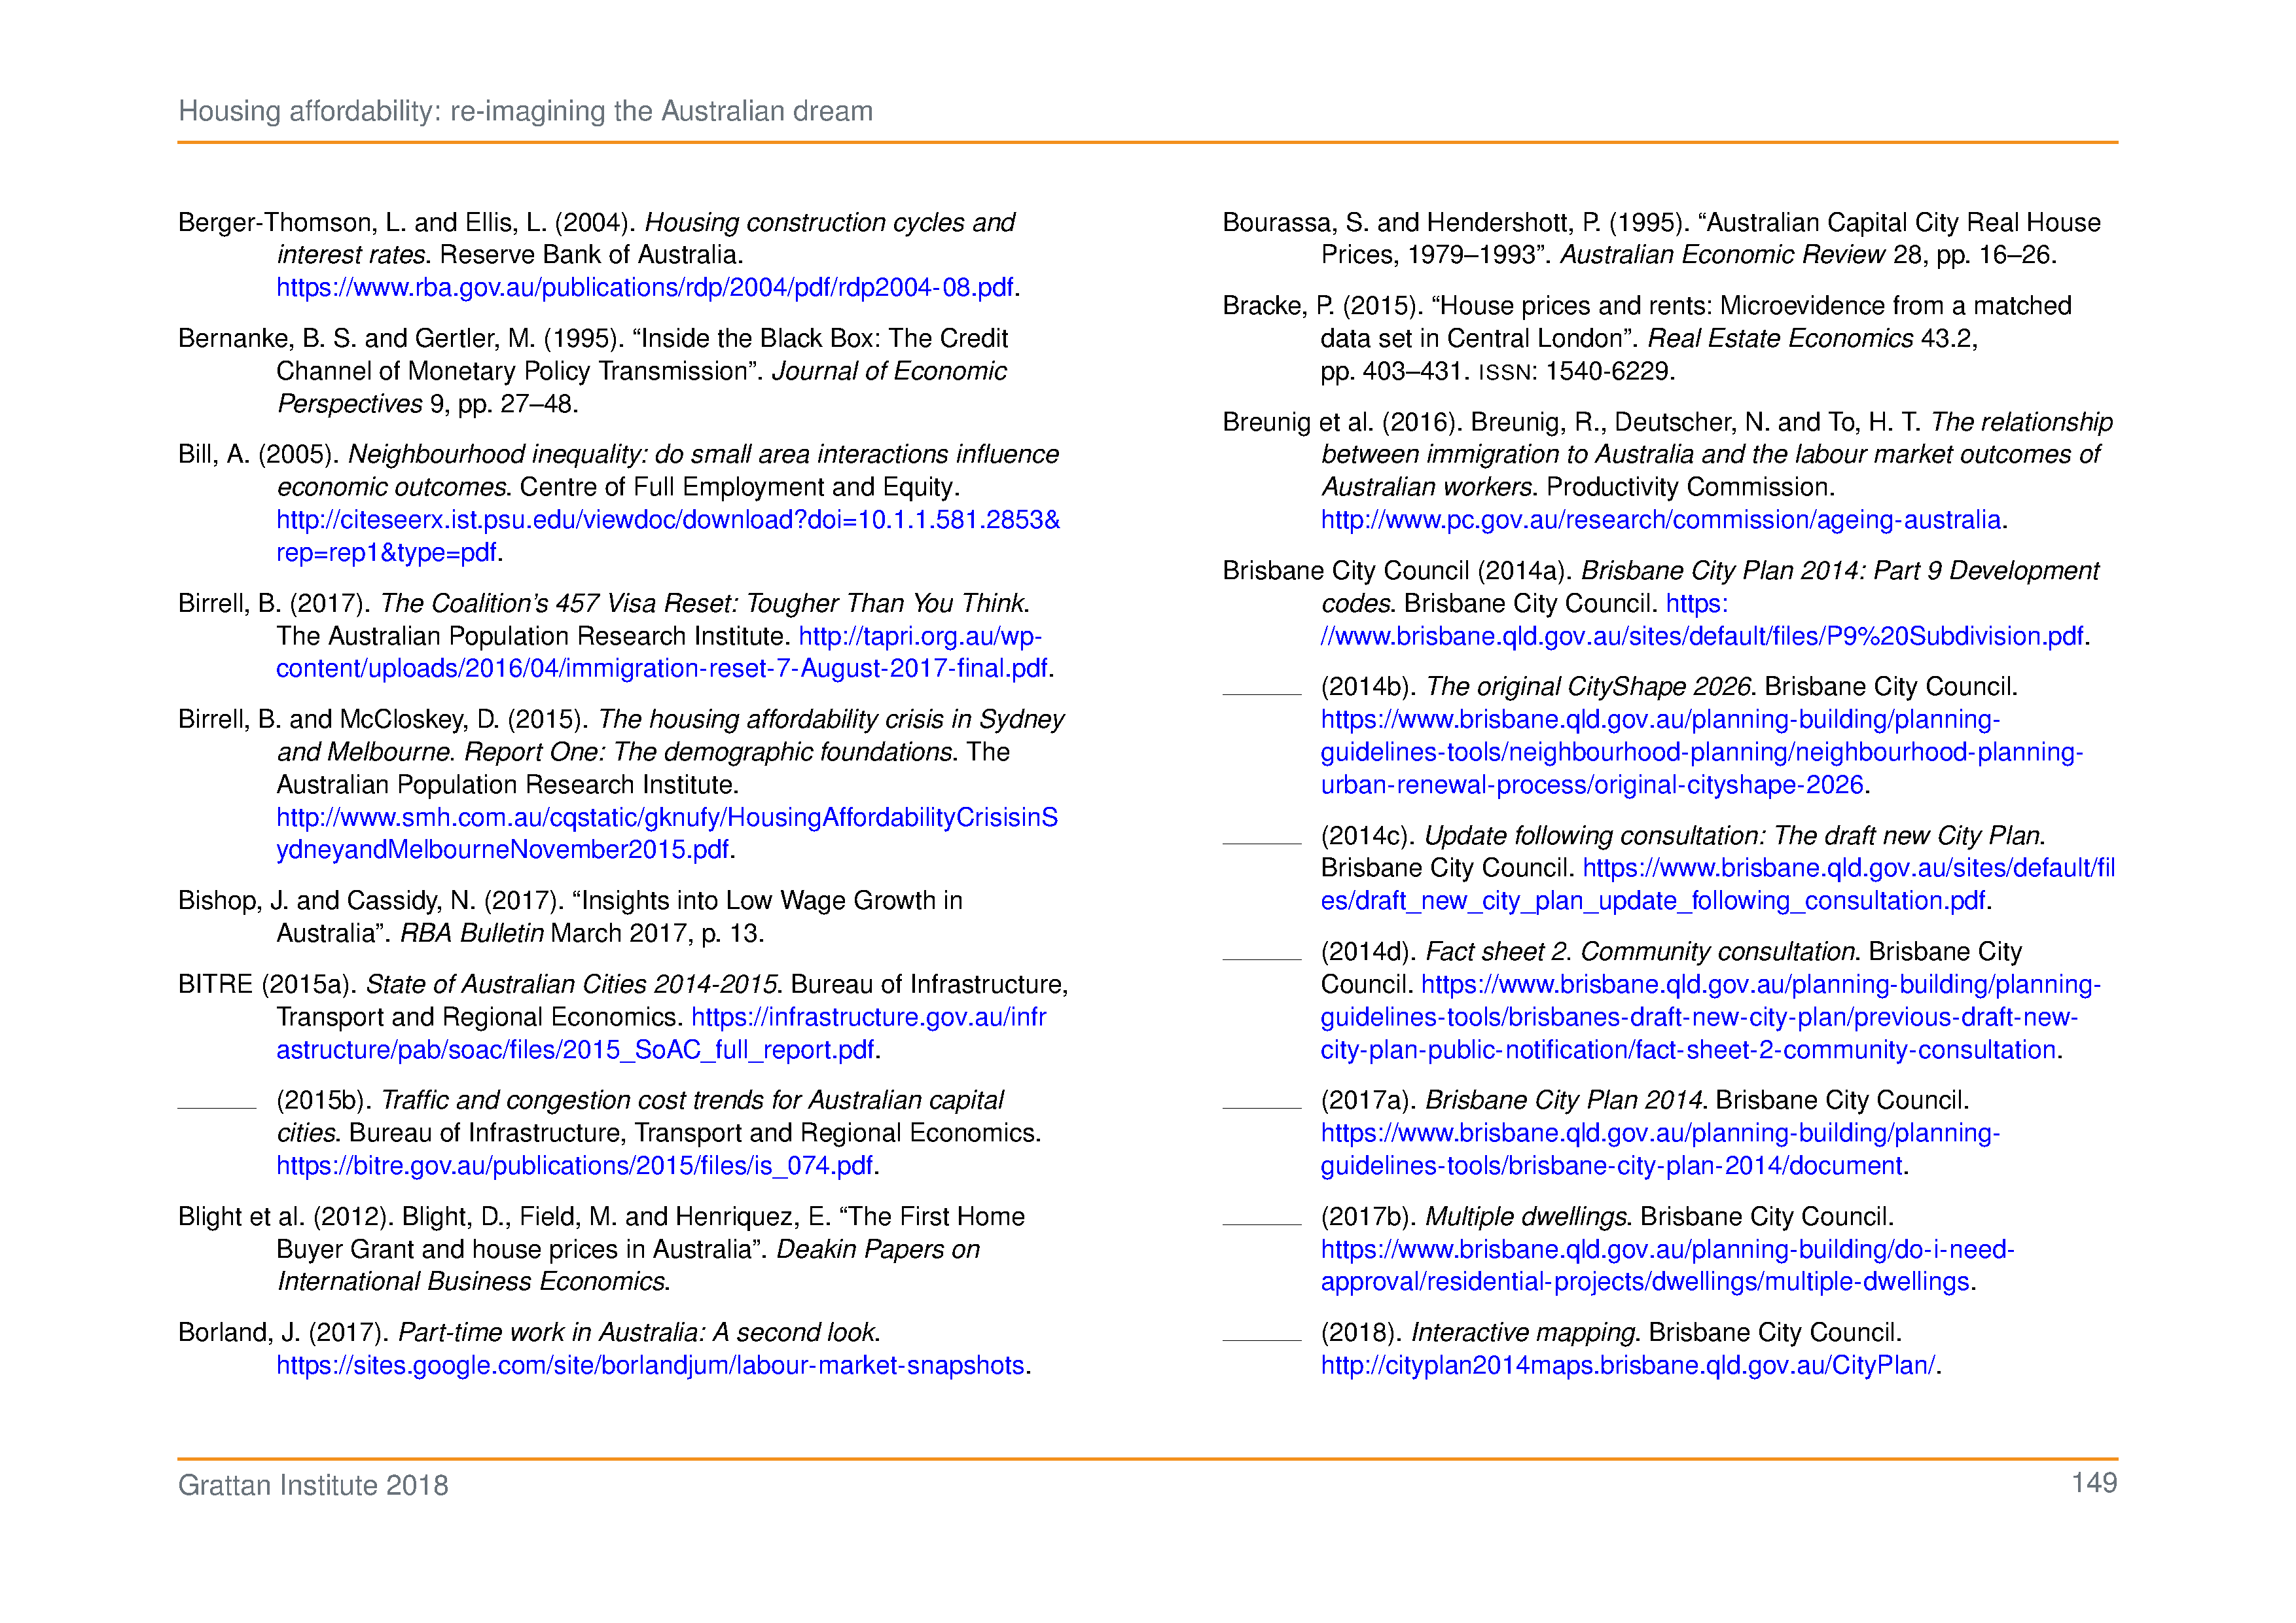 Housing affordability: re-imagining the Australian dream
Berger-Thomson, L. and Ellis, L. (2004). Housing construction cycles and
interest rates. Reserve Bank of Australia.
https://www.rba.gov.au/publications/rdp/2004/pdf/rdp2004-08.pdf.
Bernanke, B. S. and Gertler, M. (1995). “Inside the Black Box: The Credit
Channel of Monetary Policy Transmission”. Journal of Economic
Perspectives 9, pp. 27–48.
Bill, A. (2005). Neighbourhood inequality: do small area interactions influence
economic outcomes. Centre of Full Employment and Equity.
http://citeseerx.ist.psu.edu/viewdoc/download?doi=10.1.1.581.2853&
rep=rep1&type=pdf.
Birrell, B. (2017). The Coalition’s 457 Visa Reset: Tougher Than You Think.
The Australian Population Research Institute. http://tapri.org.au/wp-
content/uploads/2016/04/immigration-reset-7-August-2017-final.pdf.
Birrell, B. and McCloskey, D. (2015). The housing affordability crisis in Sydney
and Melbourne. Report One: The demographic foundations. The
Australian Population Research Institute.
http://www.smh.com.au/cqstatic/gknufy/HousingAffordabilityCrisisinS
ydneyandMelbourneNovember2015.pdf.
Bishop, J. and Cassidy, N. (2017). “Insights into Low Wage Growth in
Australia”. RBA Bulletin March 2017, p. 13.
BITRE (2015a). State of Australian Cities 2014-2015. Bureau of Infrastructure,
Transport and Regional Economics. https://infrastructure.gov.au/infr
astructure/pab/soac/files/2015_SoAC_full_report.pdf.
(2015b). Traffic and congestion cost trends for Australian capital
cities. Bureau of Infrastructure, Transport and Regional Economics.
https://bitre.gov.au/publications/2015/files/is_074.pdf.
Blight et al. (2012). Blight, D., Field, M. and Henriquez, E. “The First Home
Buyer Grant and house prices in Australia”. Deakin Papers on
International Business Economics.
Borland, J. (2017). Part-time work in Australia: A second look.
https://sites.google.com/site/borlandjum/labour-market-snapshots.
Bourassa, S. and Hendershott, P. (1995). “Australian Capital City Real House
Prices, 1979–1993”. Australian Economic Review 28, pp. 16–26.
Bracke, P. (2015). “House prices and rents: Microevidence from a matched
data set in Central London”. Real Estate Economics 43.2,
pp. 403–431. ISSN: 1540-6229.
Breunig et al. (2016). Breunig, R., Deutscher, N. and To, H. T. The relationship
between immigration to Australia and the labour market outcomes of
Australian workers. Productivity Commission.
http://www.pc.gov.au/research/commission/ageing-australia.
Brisbane City Council (2014a). Brisbane City Plan 2014: Part 9 Development
codes. Brisbane City Council. https:
//www.brisbane.qld.gov.au/sites/default/files/P9%20Subdivision.pdf.
(2014b). The original CityShape 2026. Brisbane City Council.
https://www.brisbane.qld.gov.au/planning-building/planning-
guidelines-tools/neighbourhood-planning/neighbourhood-planning-
urban-renewal-process/original-cityshape-2026.
(2014c). Update following consultation: The draft new City Plan.
Brisbane City Council. https://www.brisbane.qld.gov.au/sites/default/fil
es/draft_new_city_plan_update_following_consultation.pdf.
(2014d). Fact sheet 2. Community consultation. Brisbane City
Council. https://www.brisbane.qld.gov.au/planning-building/planning-
guidelines-tools/brisbanes-draft-new-city-plan/previous-draft-new-
city-plan-public-notification/fact-sheet-2-community-consultation.
(2017a). Brisbane City Plan 2014. Brisbane City Council.
https://www.brisbane.qld.gov.au/planning-building/planning-
guidelines-tools/brisbane-city-plan-2014/document.
(2017b). Multiple dwellings. Brisbane City Council.
https://www.brisbane.qld.gov.au/planning-building/do-i-need-
approval/residential-projects/dwellings/multiple-dwellings.
(2018). Interactive mapping. Brisbane City Council.
http://cityplan2014maps.brisbane.qld.gov.au/CityPlan/.
Grattan Institute 2018
149